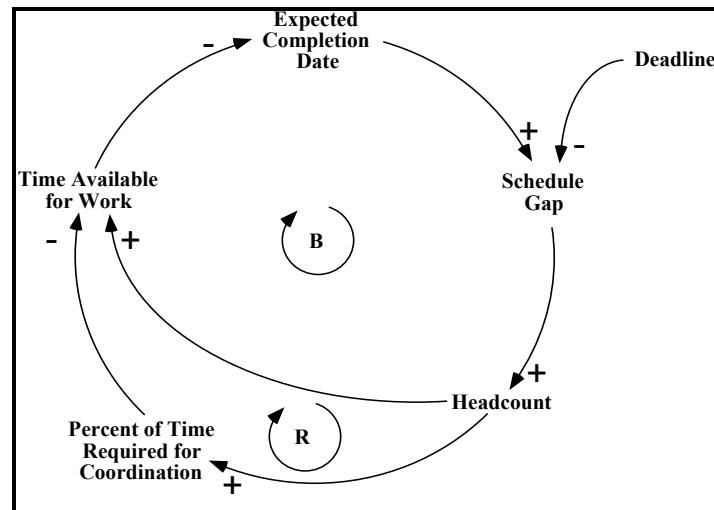 Expected
Completion
Date
-
Deadline
+
-
Time Available
for Work
Schedule
Gap
-
+
B
+
Headcount
Percent of Time
Required for
Coordination
R
+